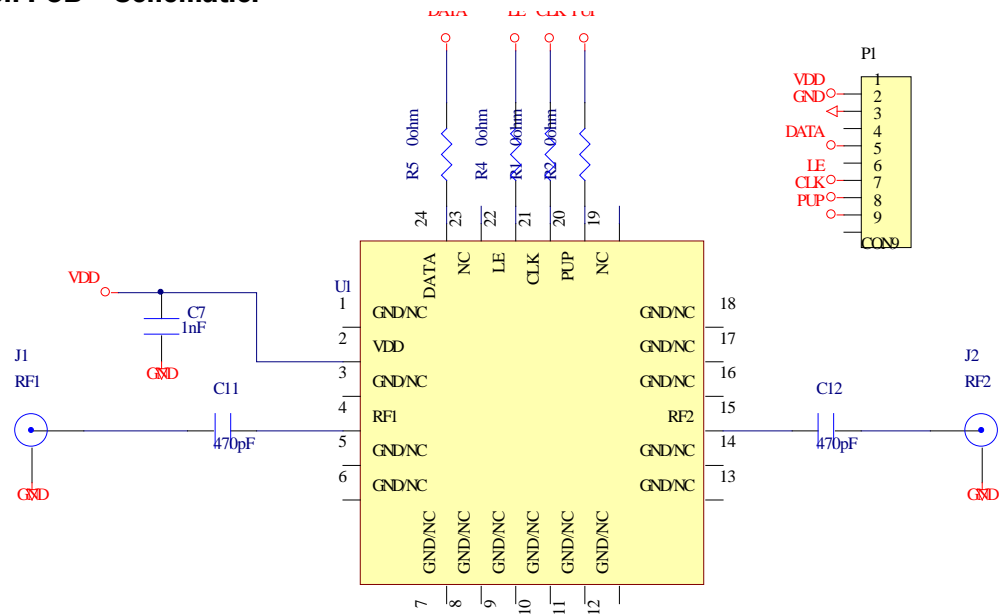 DATA LE CLK PUP
P1
VDD 1
GND 2
3
DATA 4
5
LE 6
CLK 7
PUP 8
9
CON9
R5 0ohm
R4 0ohm
R1 0ohm
R2 0ohm
24 23 22 21 20 19
DATA NC LE CLK PUP NC
VDD
C7
1nF
GND
U1
1 GND/NC
2 VDD
3 GND/NC
4 RF1
5 GND/NC
6 GND/NC
GND/NC 18
GND/NC 17
GND/NC 16
RF2 15
GND/NC 14
GND/NC 13
J1
RF1
GND
C11
470pF
C12
470pF
J2
RF2
GND
GND/NC GND/NC GND/NC GND/NC GND/NC GND/NC
7 8 9 10 11 12